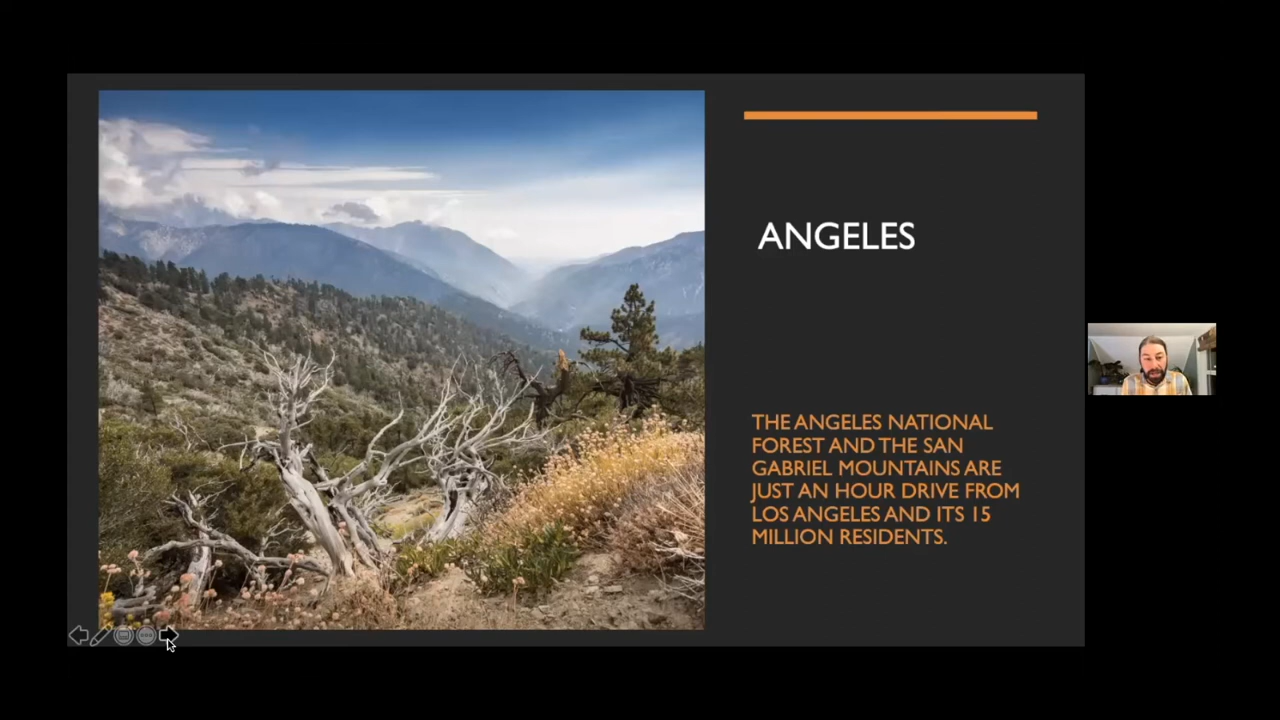 ANGELES
THE ANGELES NATIONAL
FOREST AND THE SAN
GABRIEL MOUNTAINS ARE
JUST AN HOUR DRIVE FROM
LOS ANGELES AND ITS 15
MILLION RESIDENTS.